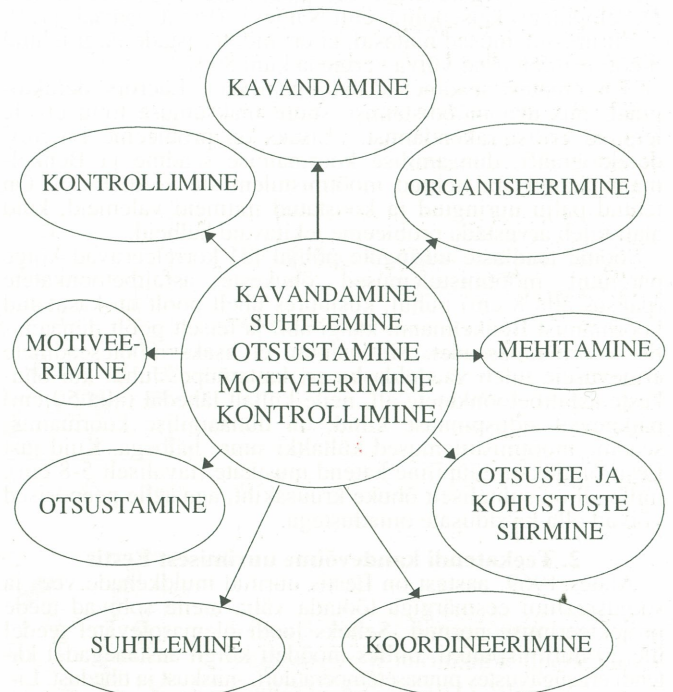 KAVANDAMINE
KONTROLLIMINE
ORGANISEERIMINE
KAVANDAMINE
SUHTLEMINE
OTSUSTAMINE
MOTIVEERIMINE
KONTROLLIMINE
MOTIVEE-
RIMINE
MEHITAMINE
OTSUSTAMINE
OTSUSTE JA
KOHUSTUSTE
SIIRMINE
SUHTLEMINE
KOORDINEERIMINE